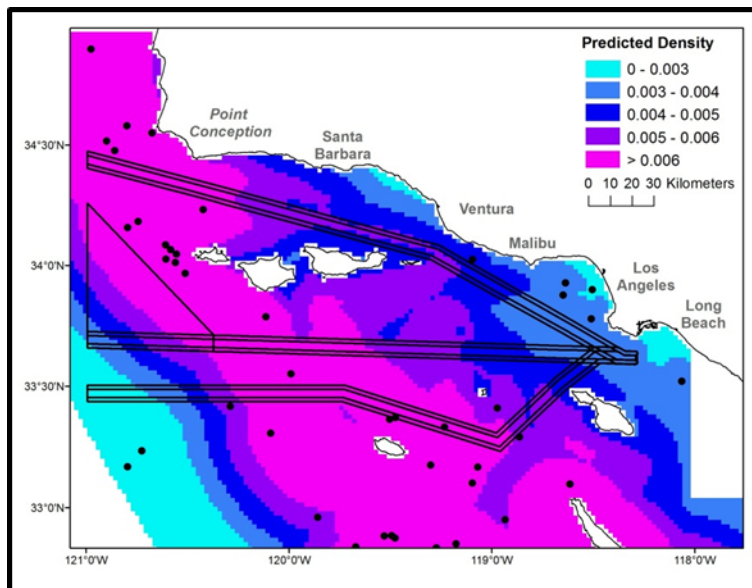 Predicted Density
0 - 0.003
0.003 - 0.004
0.004 - 0.005
0.005 - 0.006
> 0.006
0 10 20 30 Kilometers
Point
Conception
Santa
Barbara
Ventura
Malibu
Los
Angeles
Long
Beach
34°30'N
34°0'N
33°30'N
33°0'N
121°0'W
120°0'W
119°0'W
118°0'W